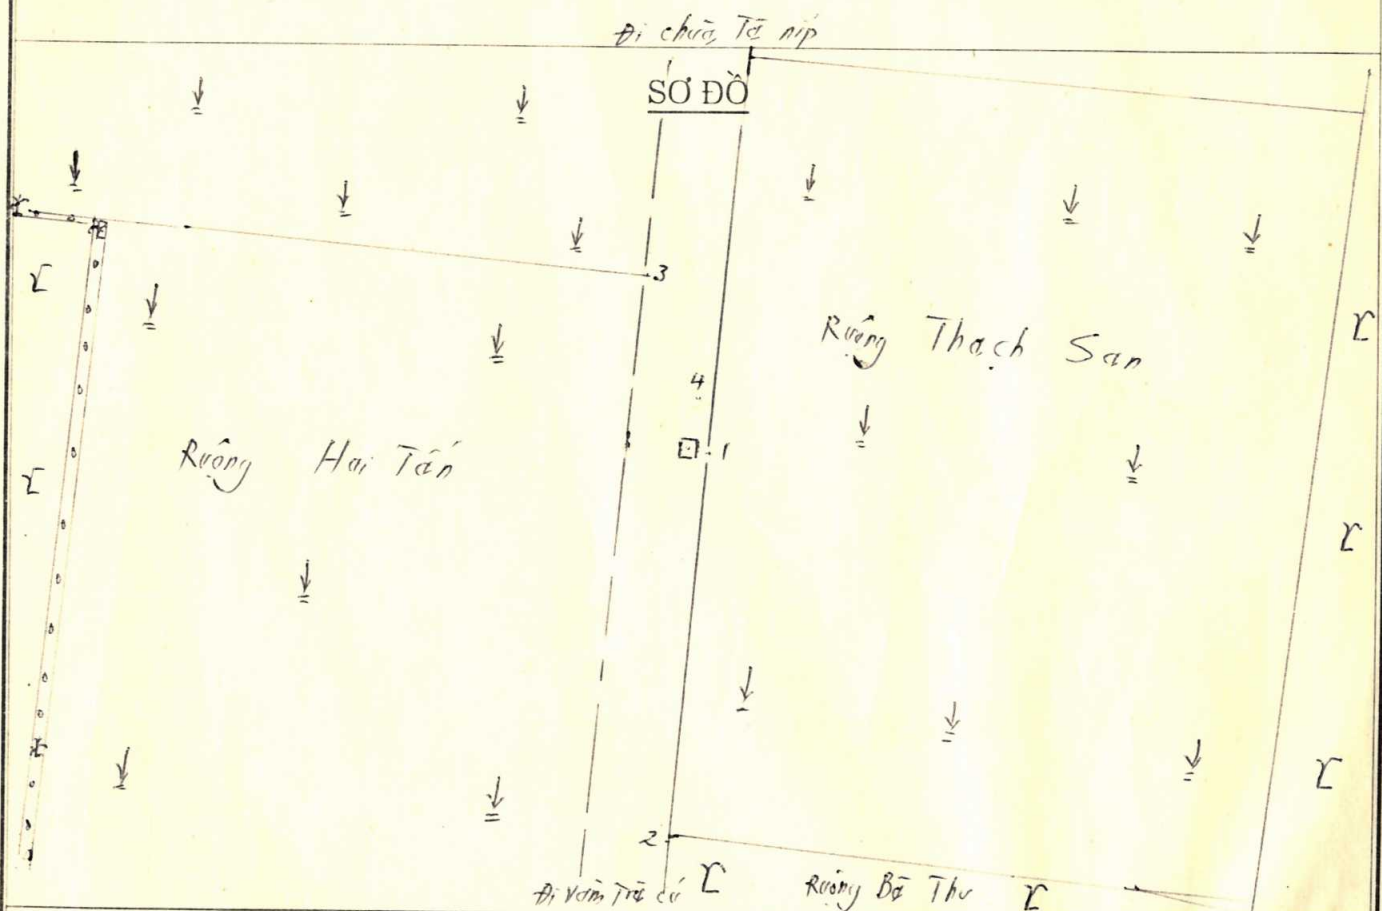 Đi chùa Tà níp
SƠ ĐỒ
3
Ruộng Thạch San
4
1
Ruộng Hai Tấn
2
Đi Vàm Trà cú
Ruộng Bà Thu